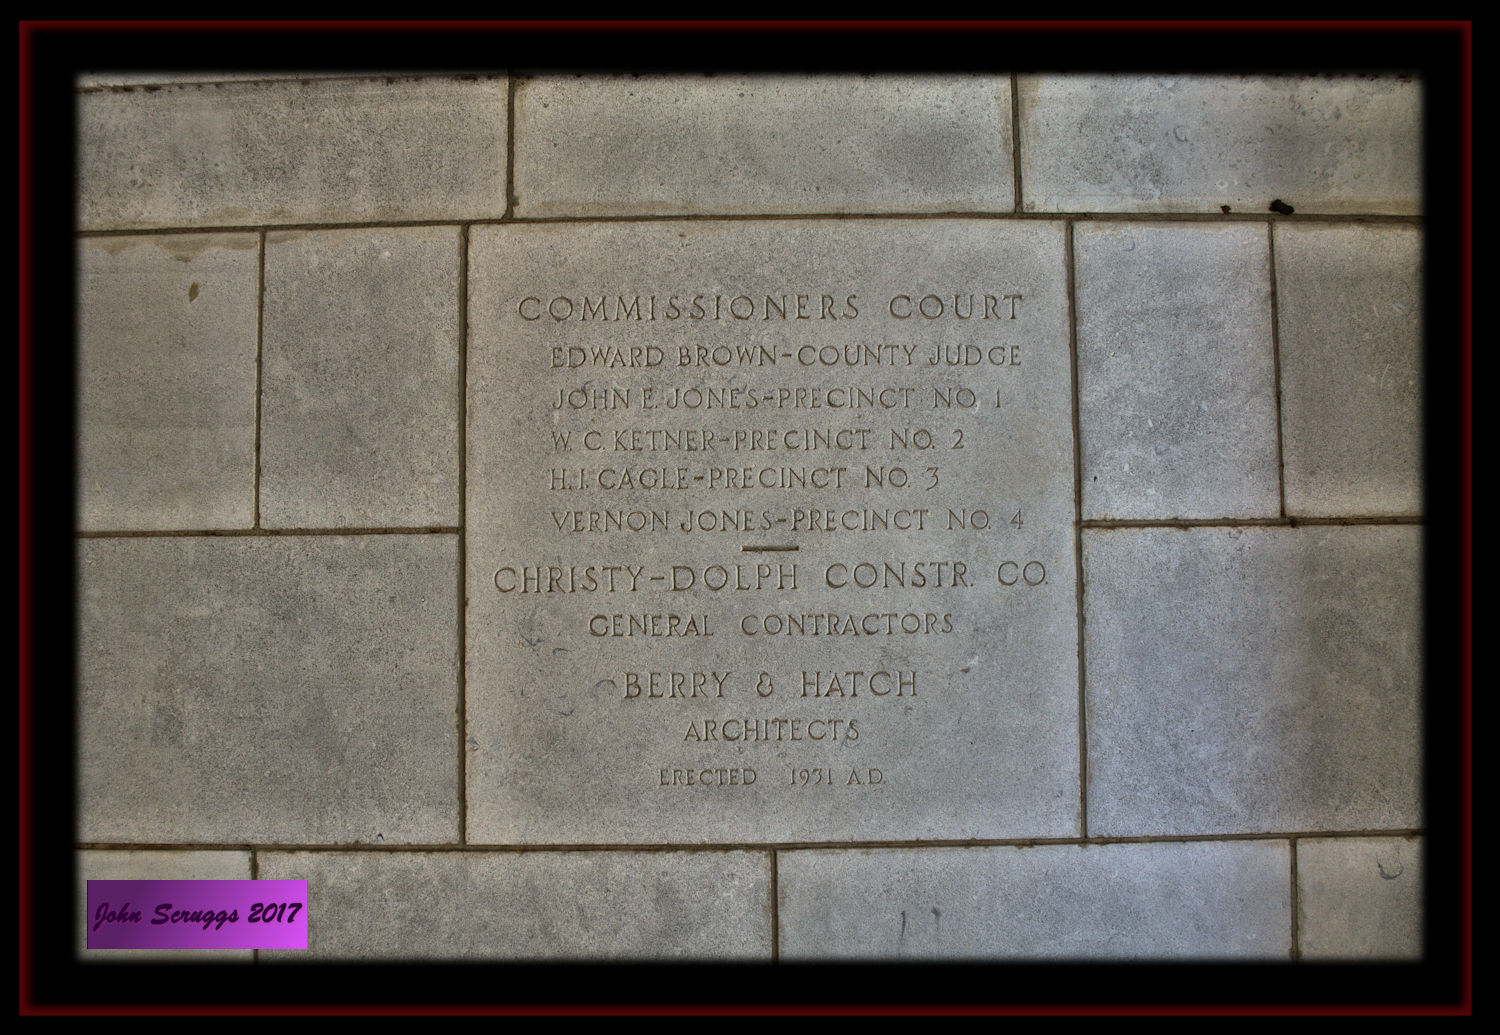 COMMISSIONERS COURT
EDWARD BROWN-COUNTY JUDGE
JOHN E. JONES-PRECINCT NO. 1
W. C. KETNER-PRECINCT NO. 2
H. I. CAGLE-PRECINCT NO. 3
VERNON JONES-PRECINCT NO. 4
CHRISTY-DOLPH CONSTR. CO.
GENERAL CONTRACTORS
BERRY & HATCH
ARCHITECTS
ERECTED 1931 A.D.
John Scruggs 2017